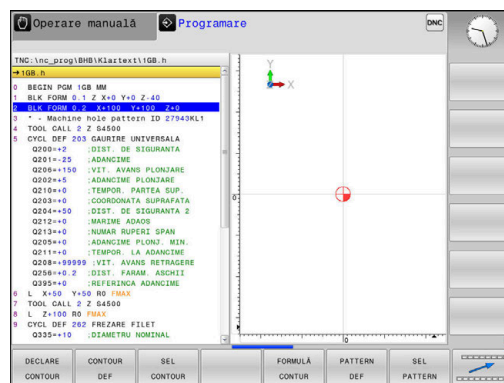 Operare manuală
Programare
DNC
TNC:\nc_prog\BHB\Klartext\1GB.h
→1GB.h
0 BEGIN PGM 1GB MM
1 BLK FORM 0.1 Z X+0 Y+0 Z-40
2 BLK FORM 0.2 X+100 Y+100 Z+0
3 * - Machine hole pattern ID 27943KL1
4 TOOL CALL 2 Z S4500
5 CYCL DEF 203 GAURIRE UNIVERSALA
Q200=+2 ;DIST. DE SIGURANTA
Q201=-25 ;ADANCIME
Q206=+150 ;VIT. AVANS PLONJARE
Q202=+5 ;ADANCIME PLONJARE
Q210=+0 ;TEMPOR. PARTEA SUP.
Q203=+0 ;COORDONATA SUPRAFATA
Q204=+50 ;DIST. DE SIGURANTA 2
Q212=+0 ;MARIME ADAOS
Q213=+0 ;NUMAR RUPERI SPAN
Q205=+0 ;ADANCIME PLONJ. MIN.
Q211=+0 ;TEMPOR. LA ADANCIME
Q208=+99999 ;VIT. AVANS RETRAGERE
Q256=+0.2 ;DIST. FARAM. ASCHII
Q395=+0 ;REFERINCA ADANCIME
6 L X+50 Y+50 R0 FMAX
7 TOOL CALL 2 Z S4500
8 L Z+100 R0 FMAX
9 CYCL DEF 262 FREZARE FILET
Q335=+10 ;DIAMETRU NOMINAL
Y
X
0
0
DECLARE CONTOUR
CONTOUR DEF
SEL CONTOUR
FORMULĂ CONTUR
PATTERN DEF
SEL PATTERN